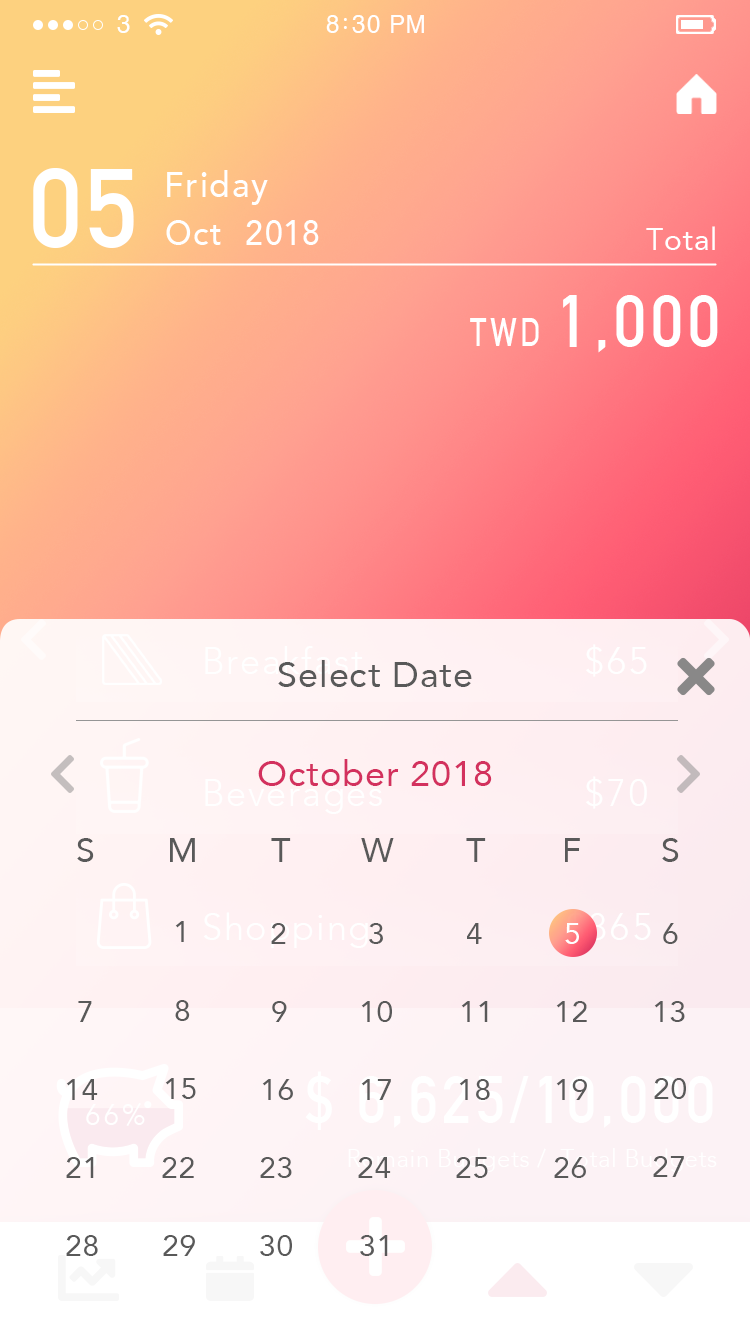 3 8:30 PM
05 Friday
Oct 2018
Total
TWD 1,000
Breakfast $65
Select Date
October 2018
Beverages $70
S M T W T F S
Shopping
1 2 3 4 5 6
7 8 9 10 11 12 13
14 15 16 17 18 19 20
66% $ 6,625/10,000
Remain Budgets / Total Budgets
21 22 23 24 25 26 27
28 29 30 31